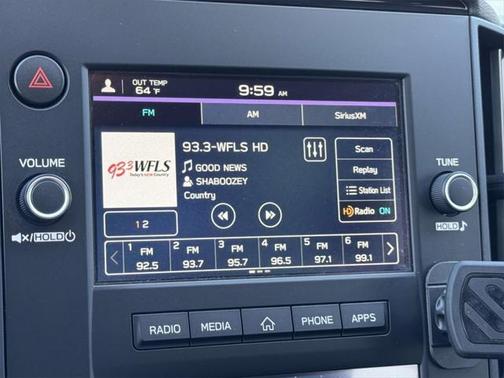 OUT TEMP
64 °F
9:59 AM
FM
AM
SiriusXM
93.3 WFLS
Today's NEW Country
93.3-WFLS HD
GOOD NEWS
SHABOOZEY
Country
1 2
Scan
Replay
Station List
HD Radio ON
1 FM 92.5
2 FM 93.7
3 FM 95.7
4 FM 96.5
5 FM 97.1
6 FM 99.1
VOLUME
/HOLD
TUNE
HOLD
RADIO
MEDIA
PHONE
APPS